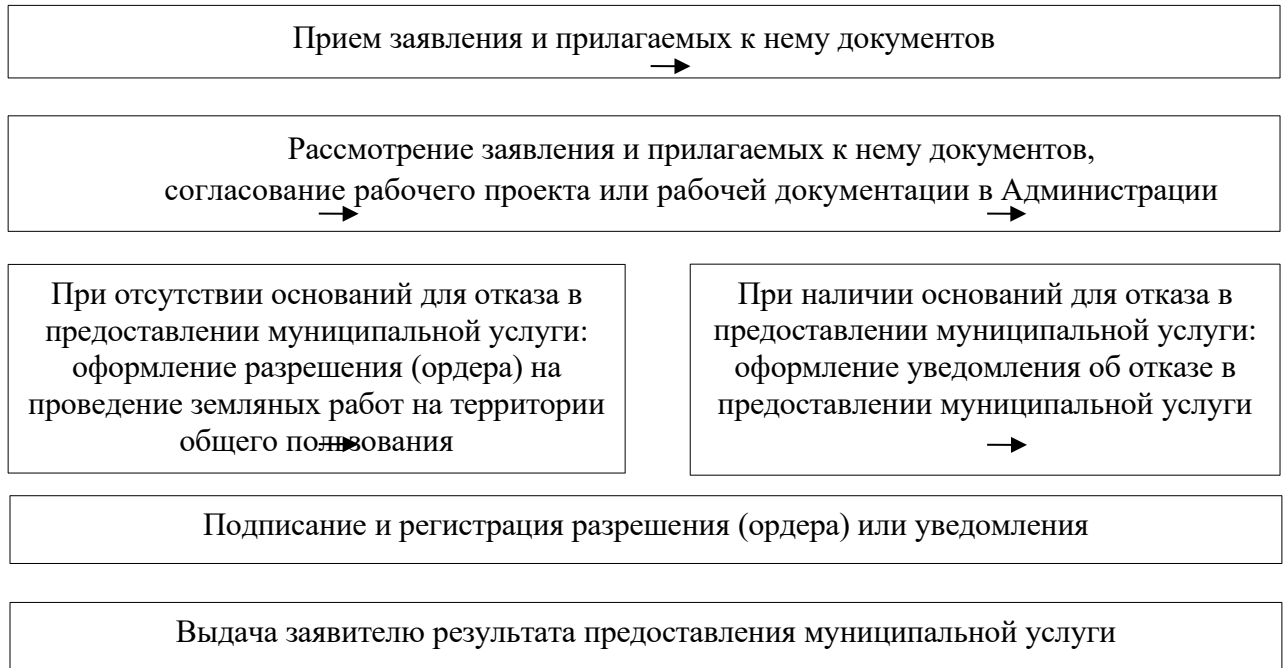 Прием заявления и прилагаемых к нему документов
Рассмотрение заявления и прилагаемых к нему документов,
согласование рабочего проекта или рабочей документации в Администрации
При отсутствии оснований для отказа в
предоставлении муниципальной услуги:
оформление разрешения (ордера) на
проведение земляных работ на территории
общего пользования
При наличии оснований для отказа в
предоставлении муниципальной услуги:
оформление уведомления об отказе в
предоставлении муниципальной услуги
Подписание и регистрация разрешения (ордера) или уведомления
Выдача заявителю результата предоставления муниципальной услуги